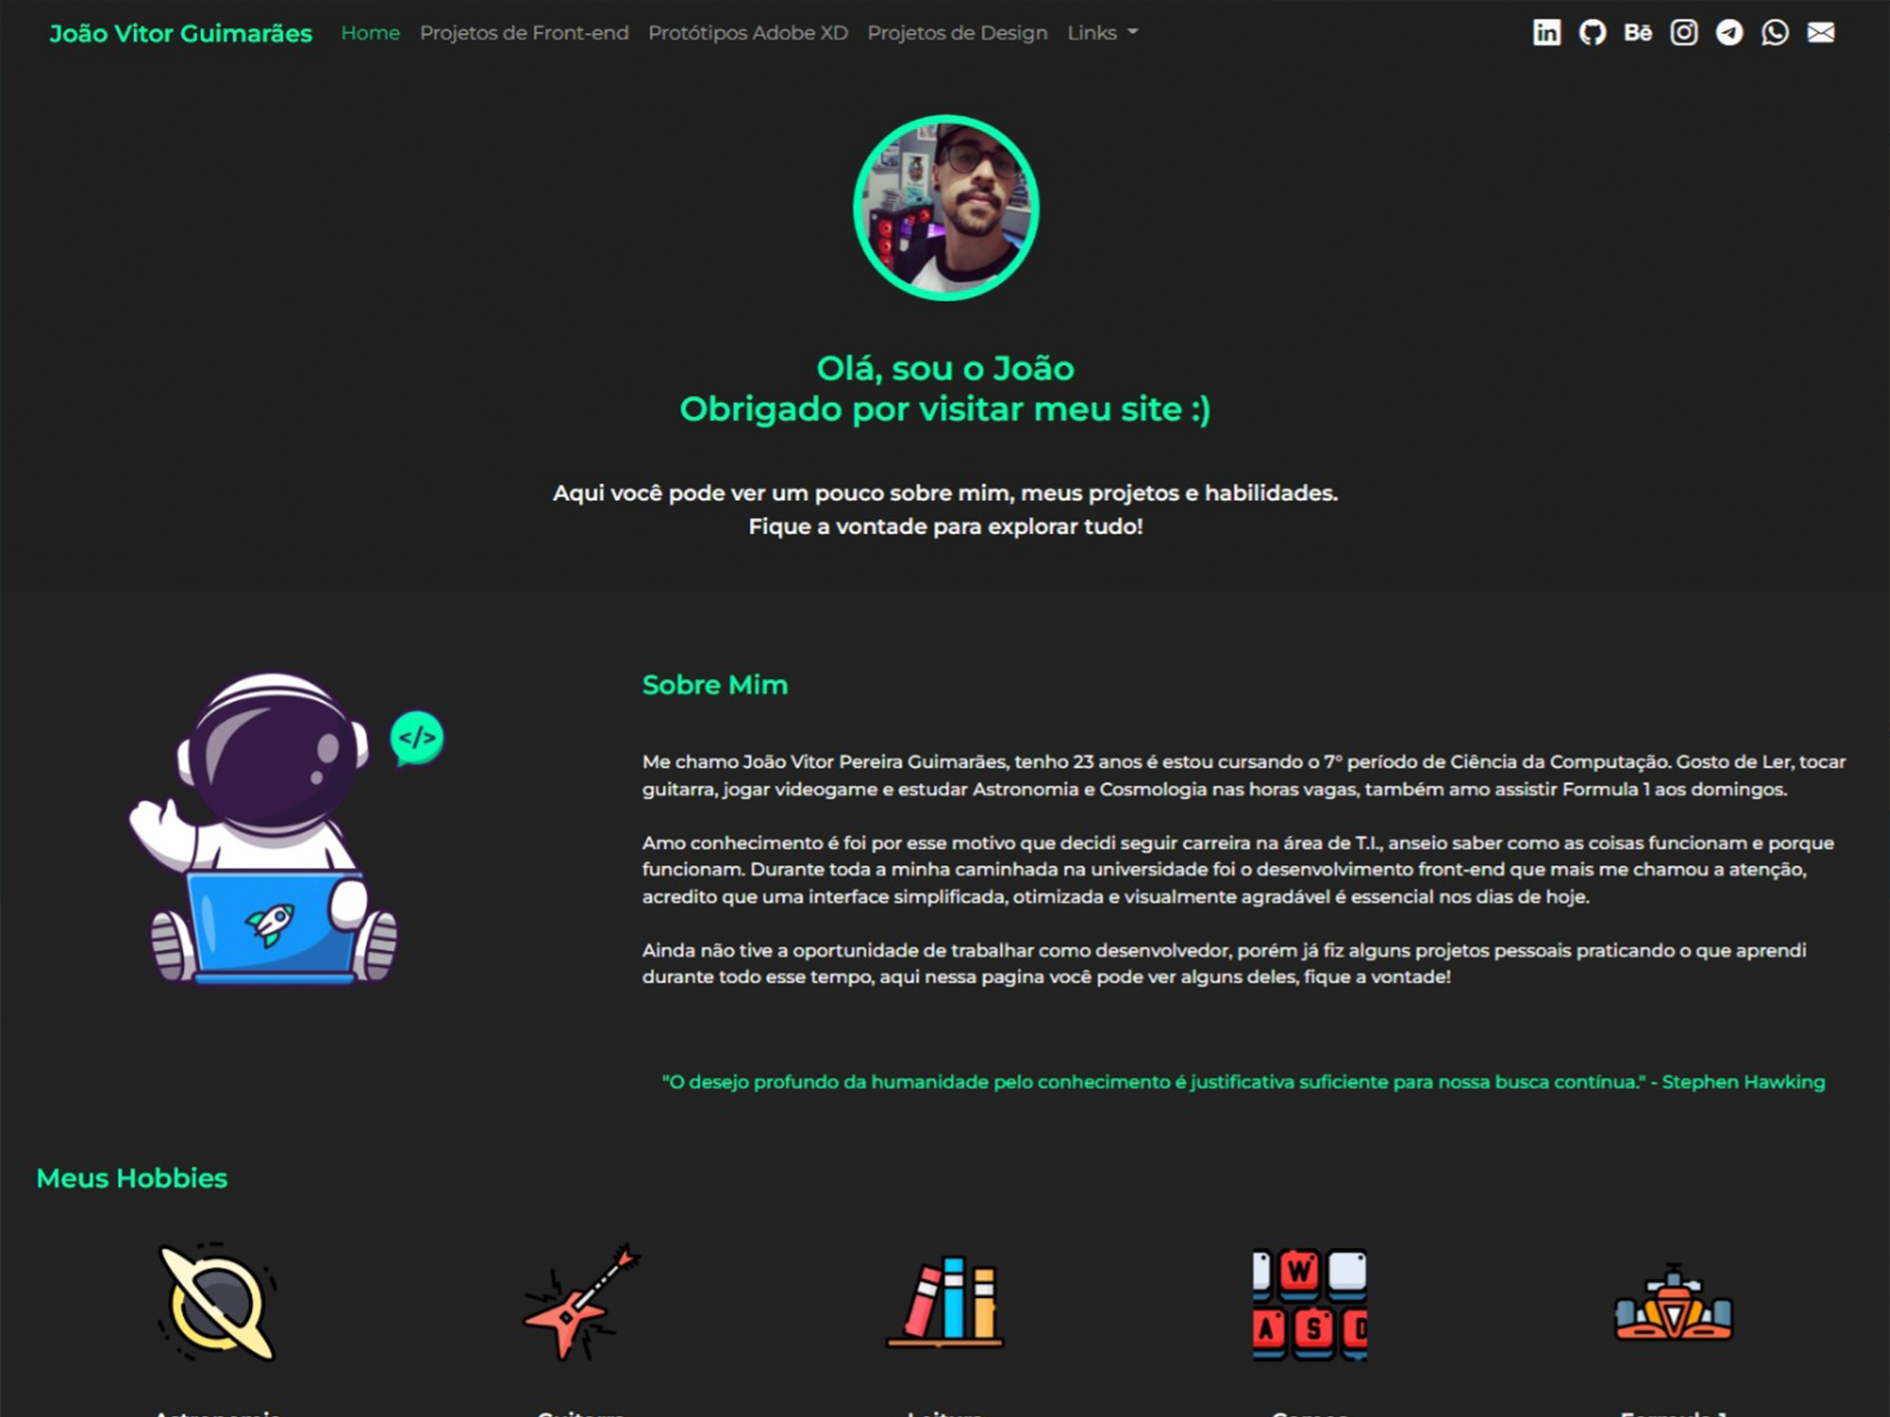 João Vitor Guimarães Home Projetos de Front-end Protótipos Adobe XD Projetos de Design Links
in Bē
Olá, sou o João
Obrigado por visitar meu site :)
Aqui você pode ver um pouco sobre mim, meus projetos e habilidades.
Fique a vontade para explorar tudo!
</>
Sobre Mim
Me chamo João Vitor Pereira Guimarães, tenho 23 anos é estou cursando o 7° período de Ciência da Computação. Gosto de Ler, tocar
guitarra, jogar videogame e estudar Astronomia e Cosmologia nas horas vagas, também amo assistir Formula 1 aos domingos.
Amo conhecimento é foi por esse motivo que decidi seguir carreira na área de T.I., anseio saber como as coisas funcionam e porque
funcionam. Durante toda a minha caminhada na universidade foi o desenvolvimento front-end que mais me chamou a atenção,
acredito que uma interface simplificada, otimizada e visualmente agradável é essencial nos dias de hoje.
Ainda não tive a oportunidade de trabalhar como desenvolvedor, porém já fiz alguns projetos pessoais praticando o que aprendi
durante todo esse tempo, aqui nessa pagina você pode ver alguns deles, fique a vontade!
"O desejo profundo da humanidade pelo conhecimento é justificativa suficiente para nossa busca contínua." - Stephen Hawking
Meus Hobbies
W
A S D
Astronomia Guitarra Leitura Games Formula 1